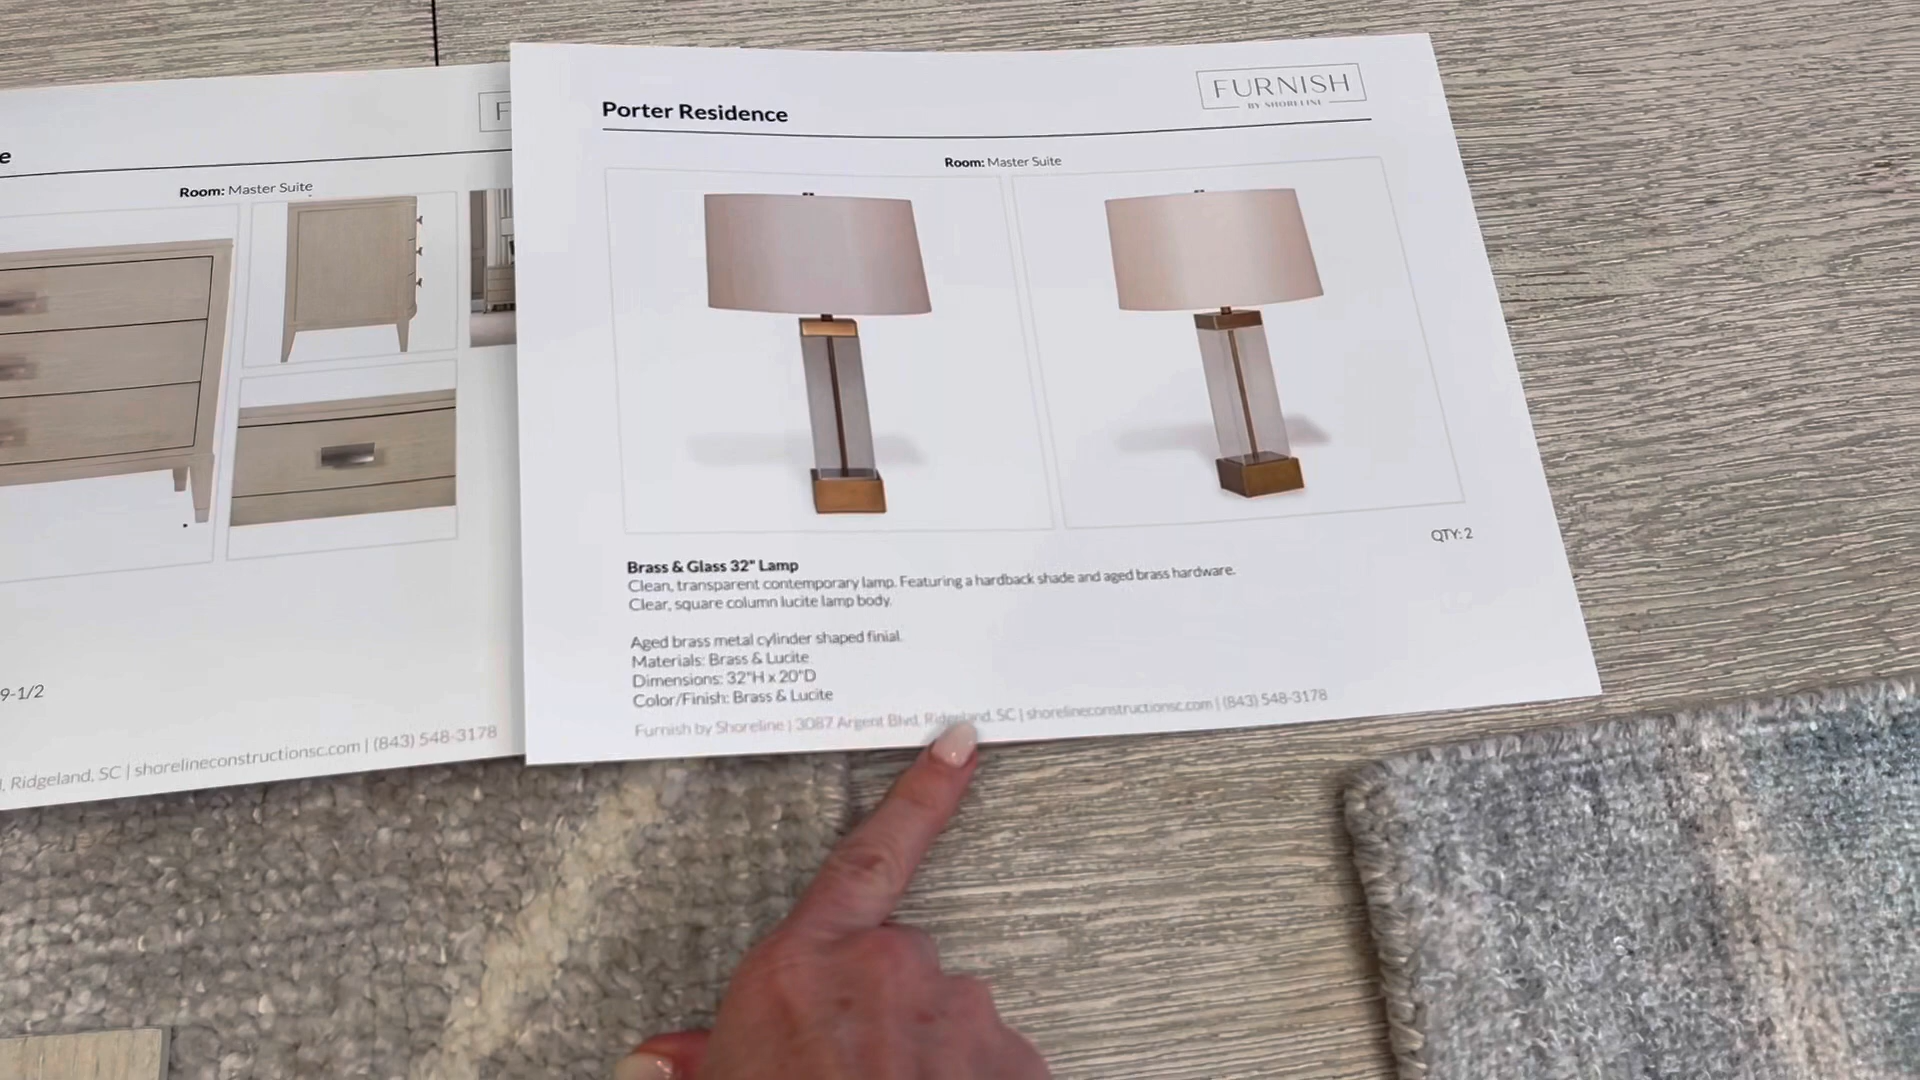 e
Room: Master Suite
9-1/2
Ridgeland, SC | shorelineconstructionsc.com | (843) 548-3178
F
Porter Residence
FURNISH
BY SHORELINE
Room: Master Suite
QTY: 2
Brass & Glass 32" Lamp
Clean, transparent contemporary lamp. Featuring a hardback shade and aged brass hardware.
Clear, square column lucite lamp body.
Aged brass metal cylinder shaped finial.
Materials: Brass & Lucite
Dimensions: 32"H x 20"D
Color/Finish: Brass & Lucite
Furnish by Shoreline | 3087 Argent Blvd, Ridgeland, SC | shorelineconstructionsc.com | (843) 548-3178